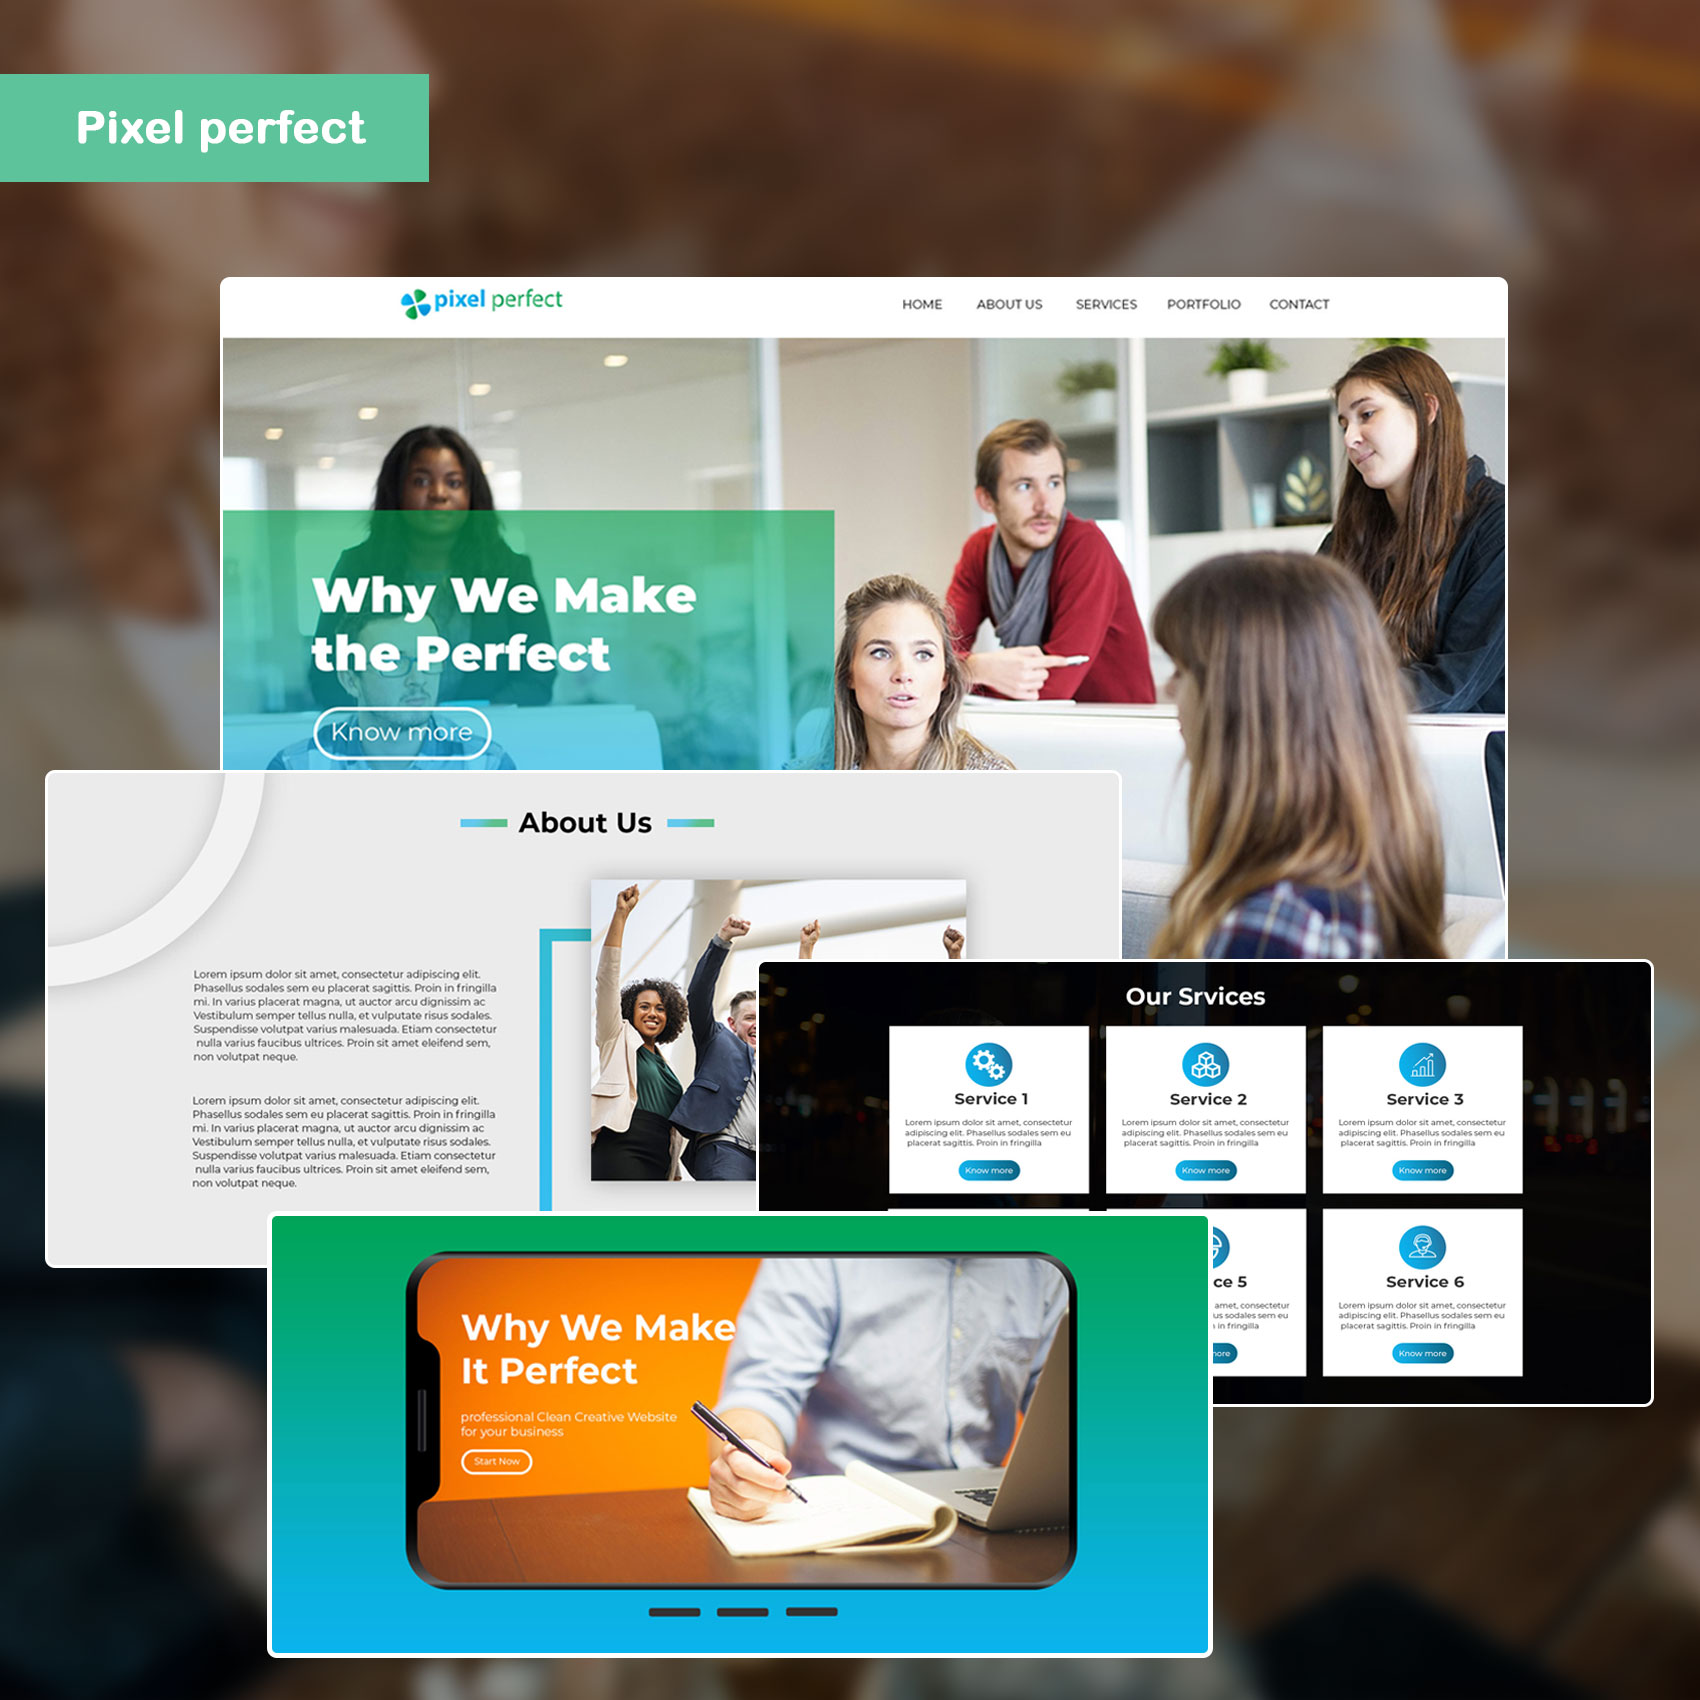 Pixel perfect
pixel perfect
HOME ABOUT US SERVICES PORTFOLIO CONTACT
Why We Make
the Perfect
Know more
About Us
Lorem ipsum dolor sit amet, consectetur adipiscing elit.
Phasellus sodales sem eu placerat sagittis. Proin in fringilla
mi. In varius placerat magna, ut auctor arcu dignissim ac
Vestibulum semper tellus nulla, et vulputate risus sodales.
Suspendisse volutpat varius malesuada. Etiam consectetur
nulla varius faucibus ultrices. Proin sit amet eleifend sem,
non volutpat neque.
Lorem ipsum dolor sit amet, consectetur adipiscing elit.
Phasellus sodales sem eu placerat sagittis. Proin in fringilla
mi. In varius placerat magna, ut auctor arcu dignissim ac
Vestibulum semper tellus nulla, et vulputate risus sodales.
Suspendisse volutpat varius malesuada. Etiam consectetur
nulla varius faucibus ultrices. Proin sit amet eleifend sem,
non volutpat neque.
Our Srvices
Service 1
Lorem ipsum dolor sit amet, consectetur
adipiscing elit. Phasellus sodales sem eu
placerat sagittis. Proin in fringilla
Know more
Service 2
Lorem ipsum dolor sit amet, consectetur
adipiscing elit. Phasellus sodales sem eu
placerat sagittis. Proin in fringilla
Know more
Service 3
Lorem ipsum dolor sit amet, consectetur
adipiscing elit. Phasellus sodales sem eu
placerat sagittis. Proin in fringilla
Know more
ce 5
amet, consectetur
us sodales sem eu
in fringilla
more
Service 6
Lorem ipsum dolor sit amet, consectetur
adipiscing elit. Phasellus sodales sem eu
placerat sagittis. Proin in fringilla
Know more
Why We Make
It Perfect
professional Clean Creative Website
for your business
Start Now